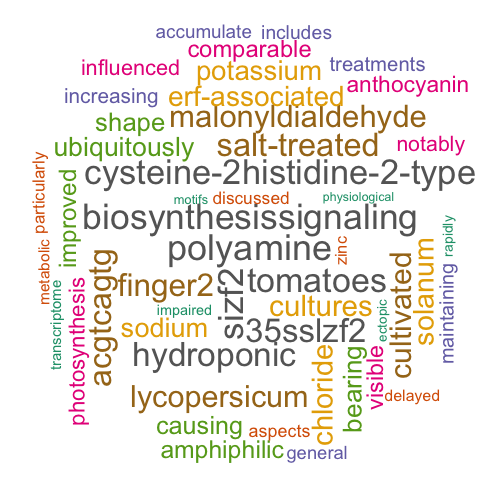 accumulate includes
comparable
influenced potassium treatments
anthocyanin
increasing erf-associated
shape malonyldialdehyde
ubiquitously salt-treated notably
cysteine-2histidine-2-type
particularly
improved
motifs discussed physiological
biosynthesissignaling
metabolic
polyamine zinc rapidly
acgtcagtg finger2 sizf2 tomatoes cultivated solanum maintaining
transcriptome
photosynthesis
impaired cultures ectopic
sodium 35sslzf2
hydroponic
chloride bearing visible
lycopersicum delayed
causing aspects
amphiphilic general